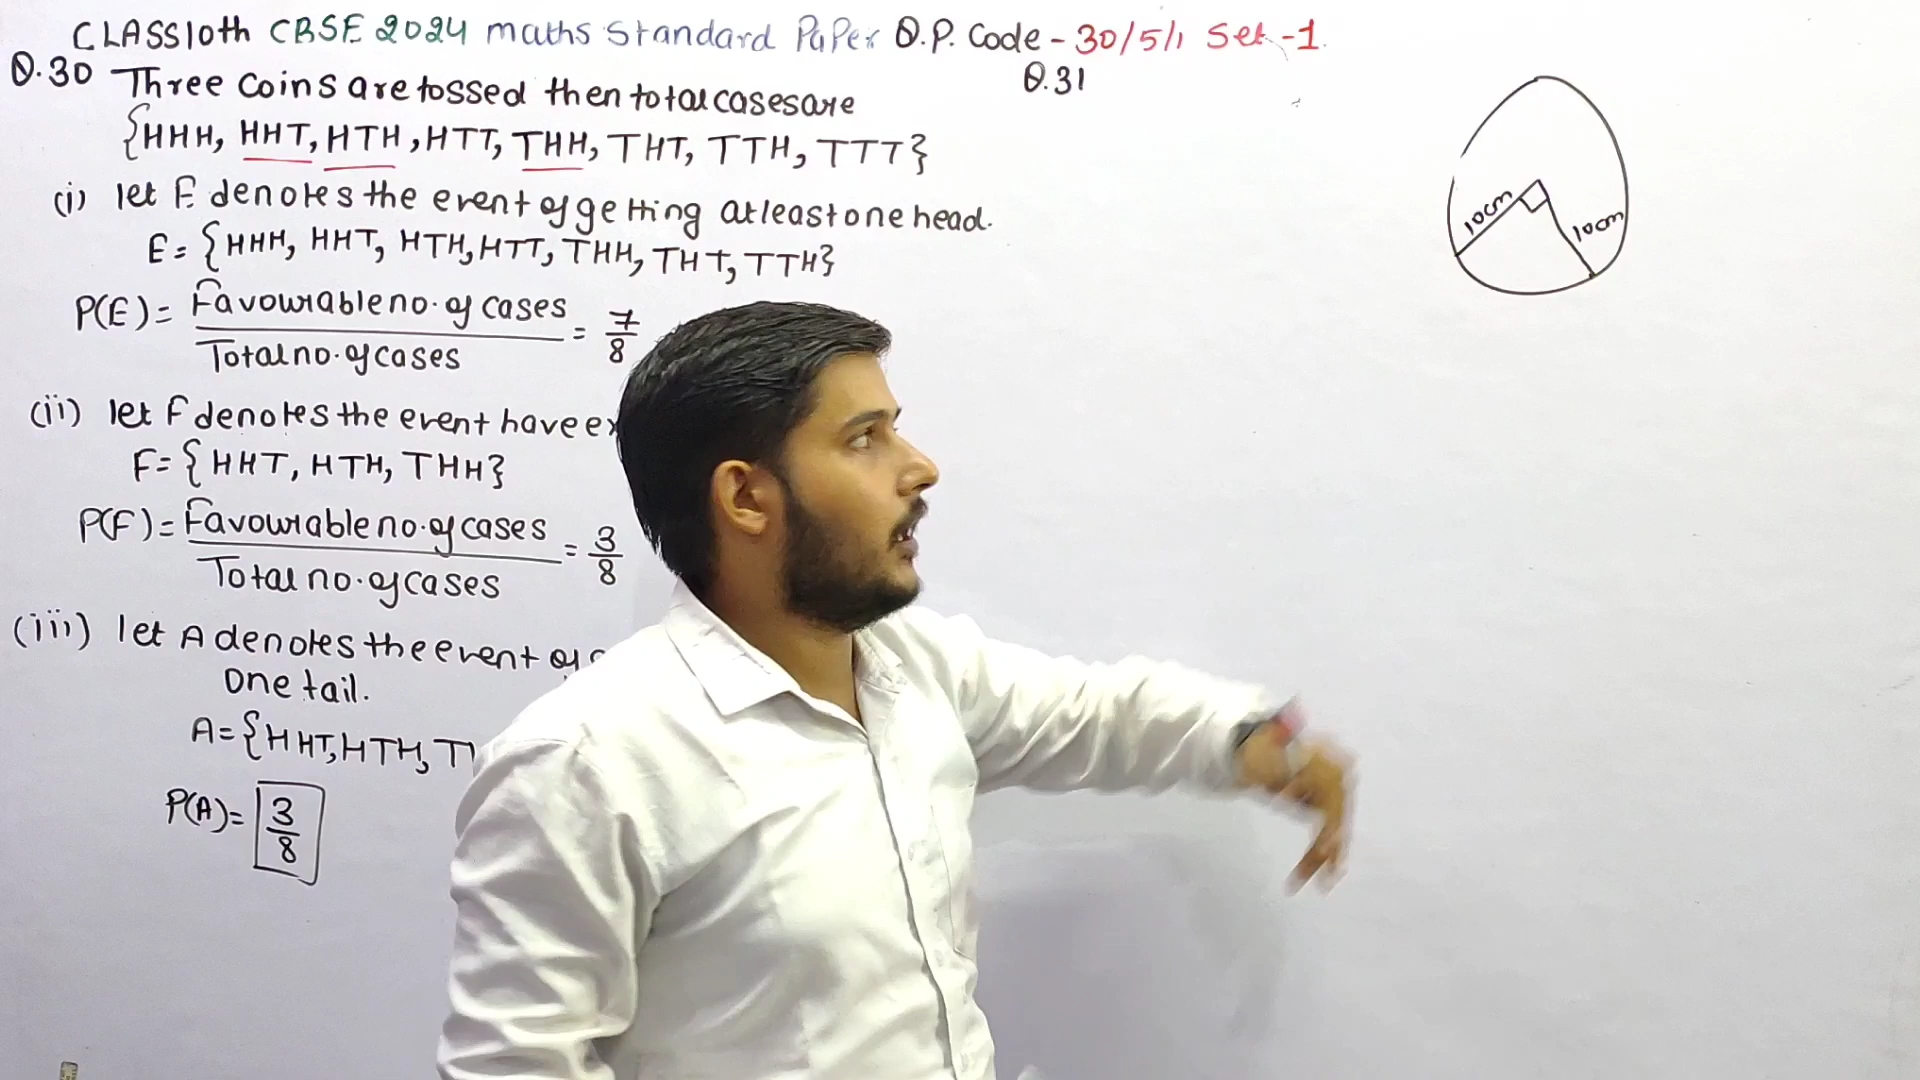 CLASS10th CBSE 2024 maths Standard PaPer Q.P. Code - 30/5/1 Set -1
Q.30 Three coins are tossed then total cases are
{HHH, HHT, HTH, HTT, THH, THT, TTH, TTT}
(i) let E denotes the event of getting at least one head.
E = {HHH, HHT, HTH, HTT, THH, THT, TTH}
P(E) = Favourable no. of cases / Total no. of cases = 7/8
(ii) let F denotes the event have
F = {HHT, HTH, THH}
P(F) = Favourable no. of cases / Total no. of cases = 3/8
(iii) let A denotes the event of
one tail.
A = {HHT, HTH,
P(A) = 3/8
Q.31
10cm
10cm